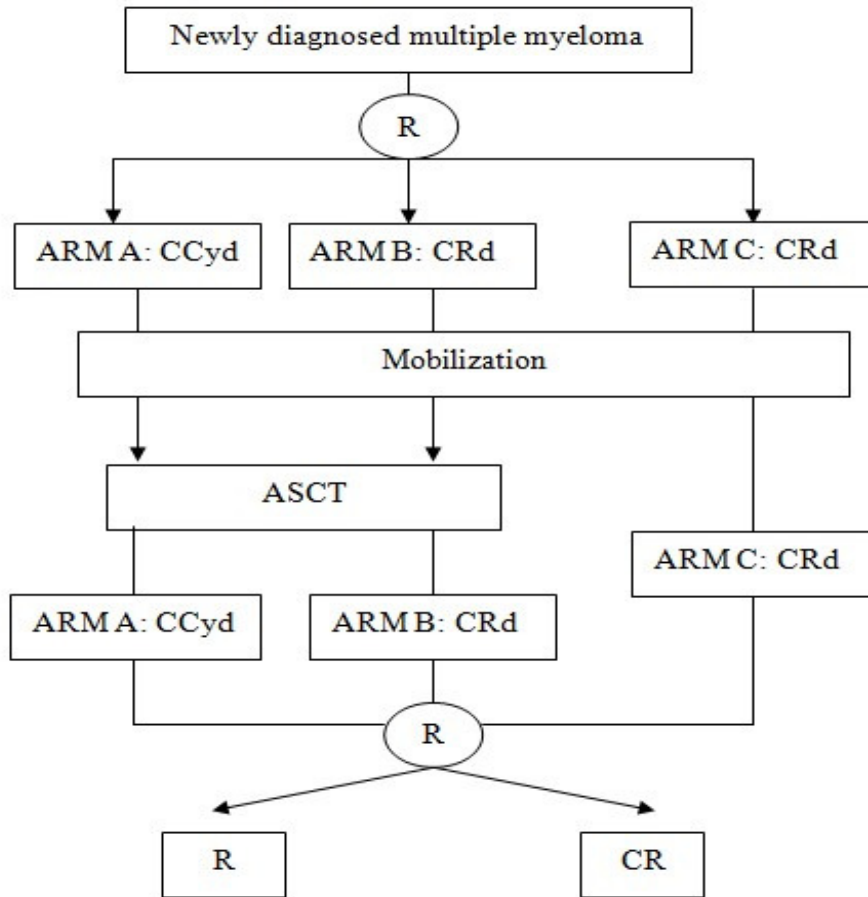 Newly diagnosed multiple myeloma
R
ARM A: CCyd
ARM B: CRd
ARM C: CRd
Mobilization
ASCT
ARM C: CRd
ARM A: CCyd
ARM B: CRd
R
R
CR